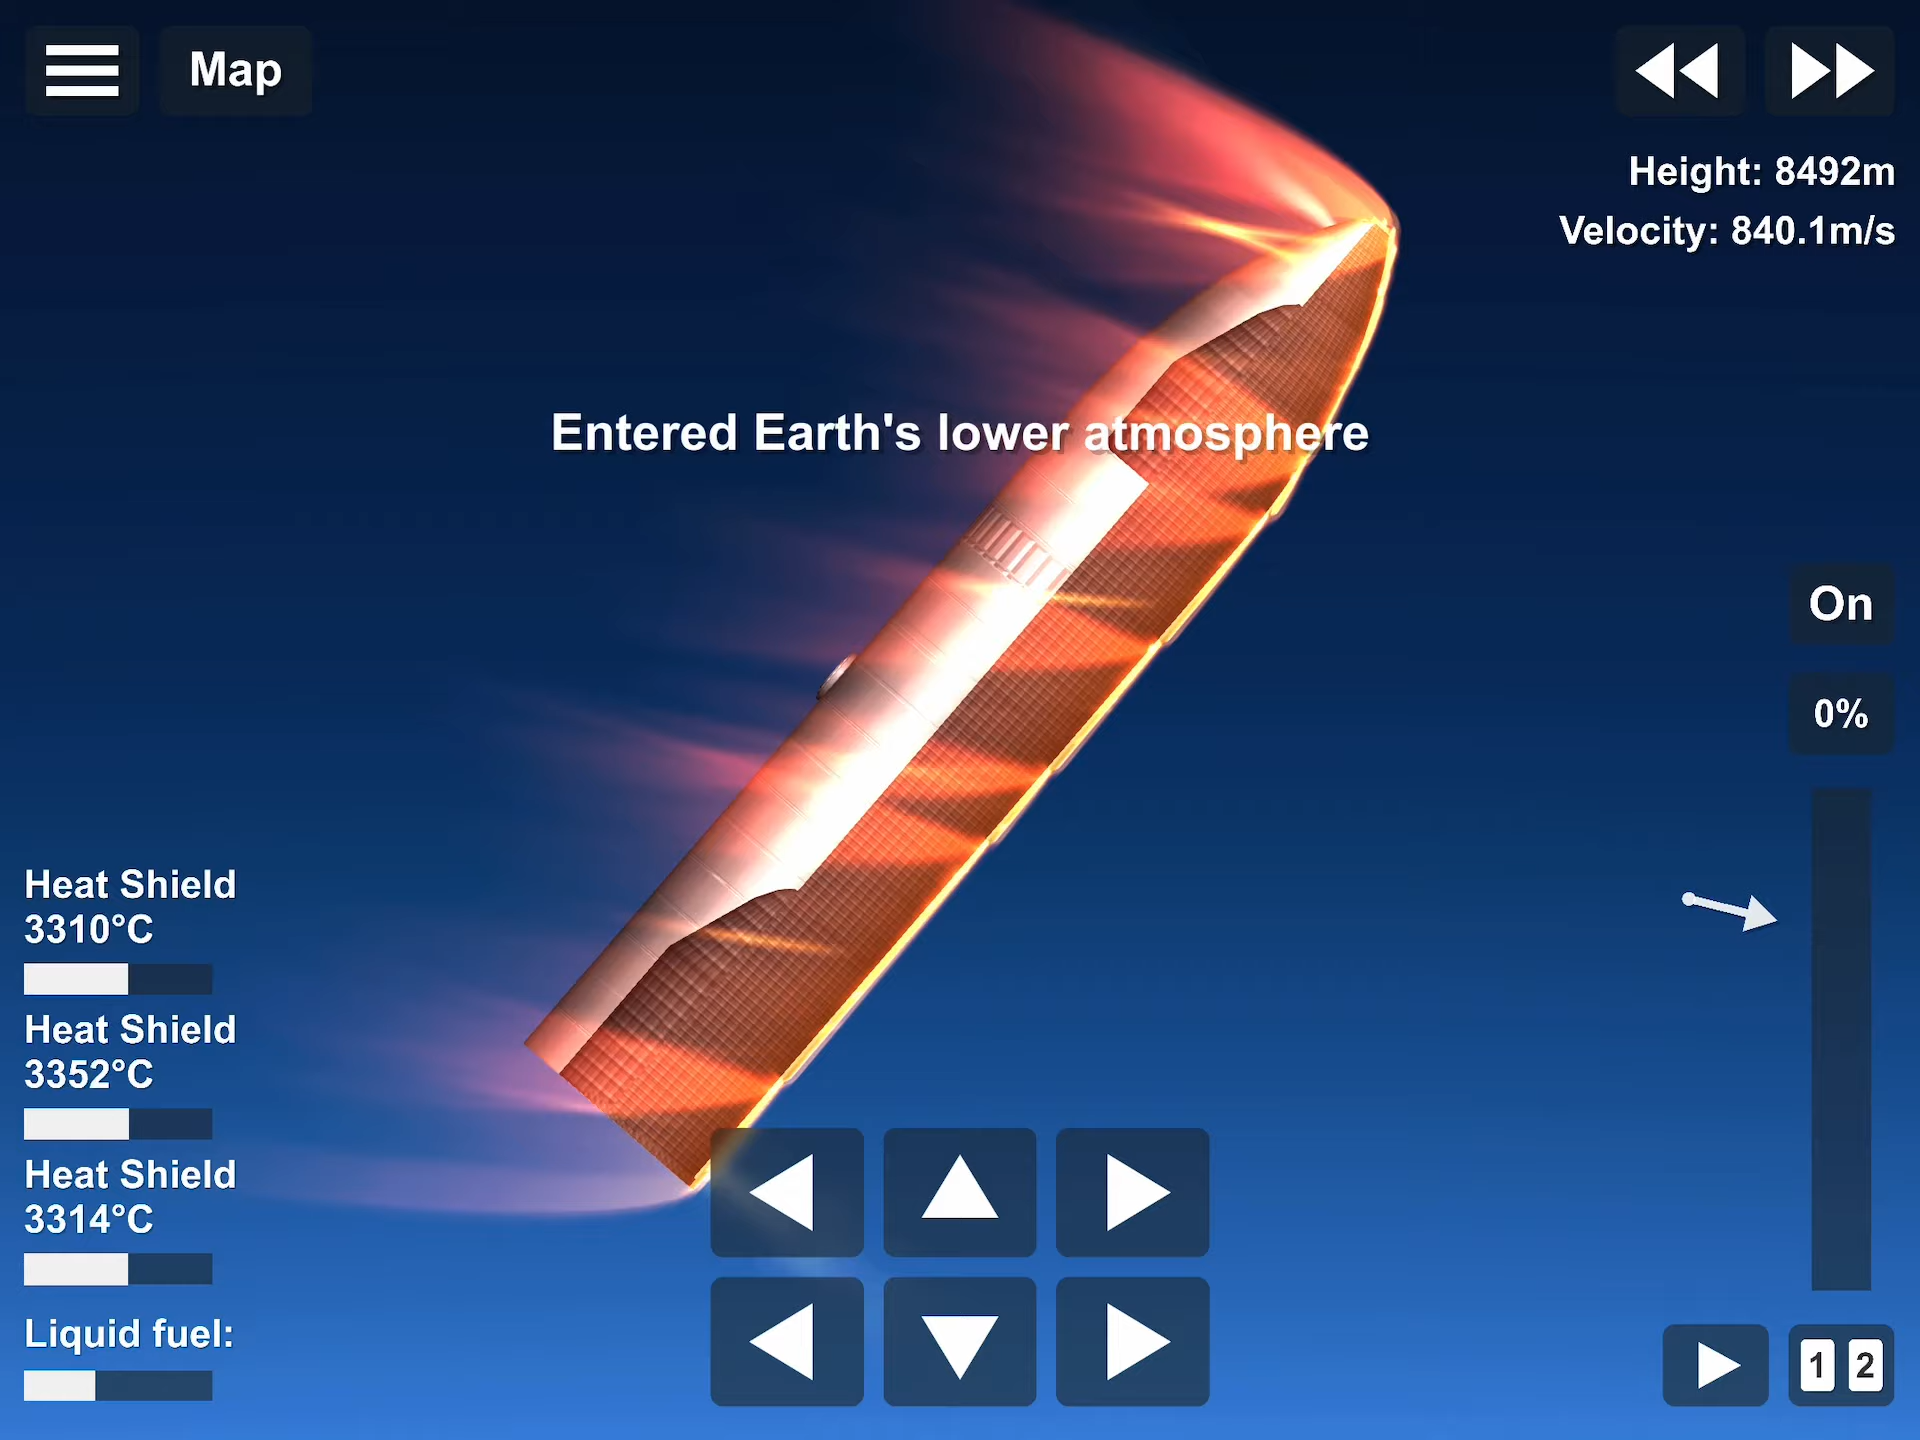 Map
Height: 8492m
Velocity: 840.1m/s
Entered Earth's lower atmosphere
On
0%
Heat Shield
3310°C
Heat Shield
3352°C
Heat Shield
3314°C
Liquid fuel:
1 2